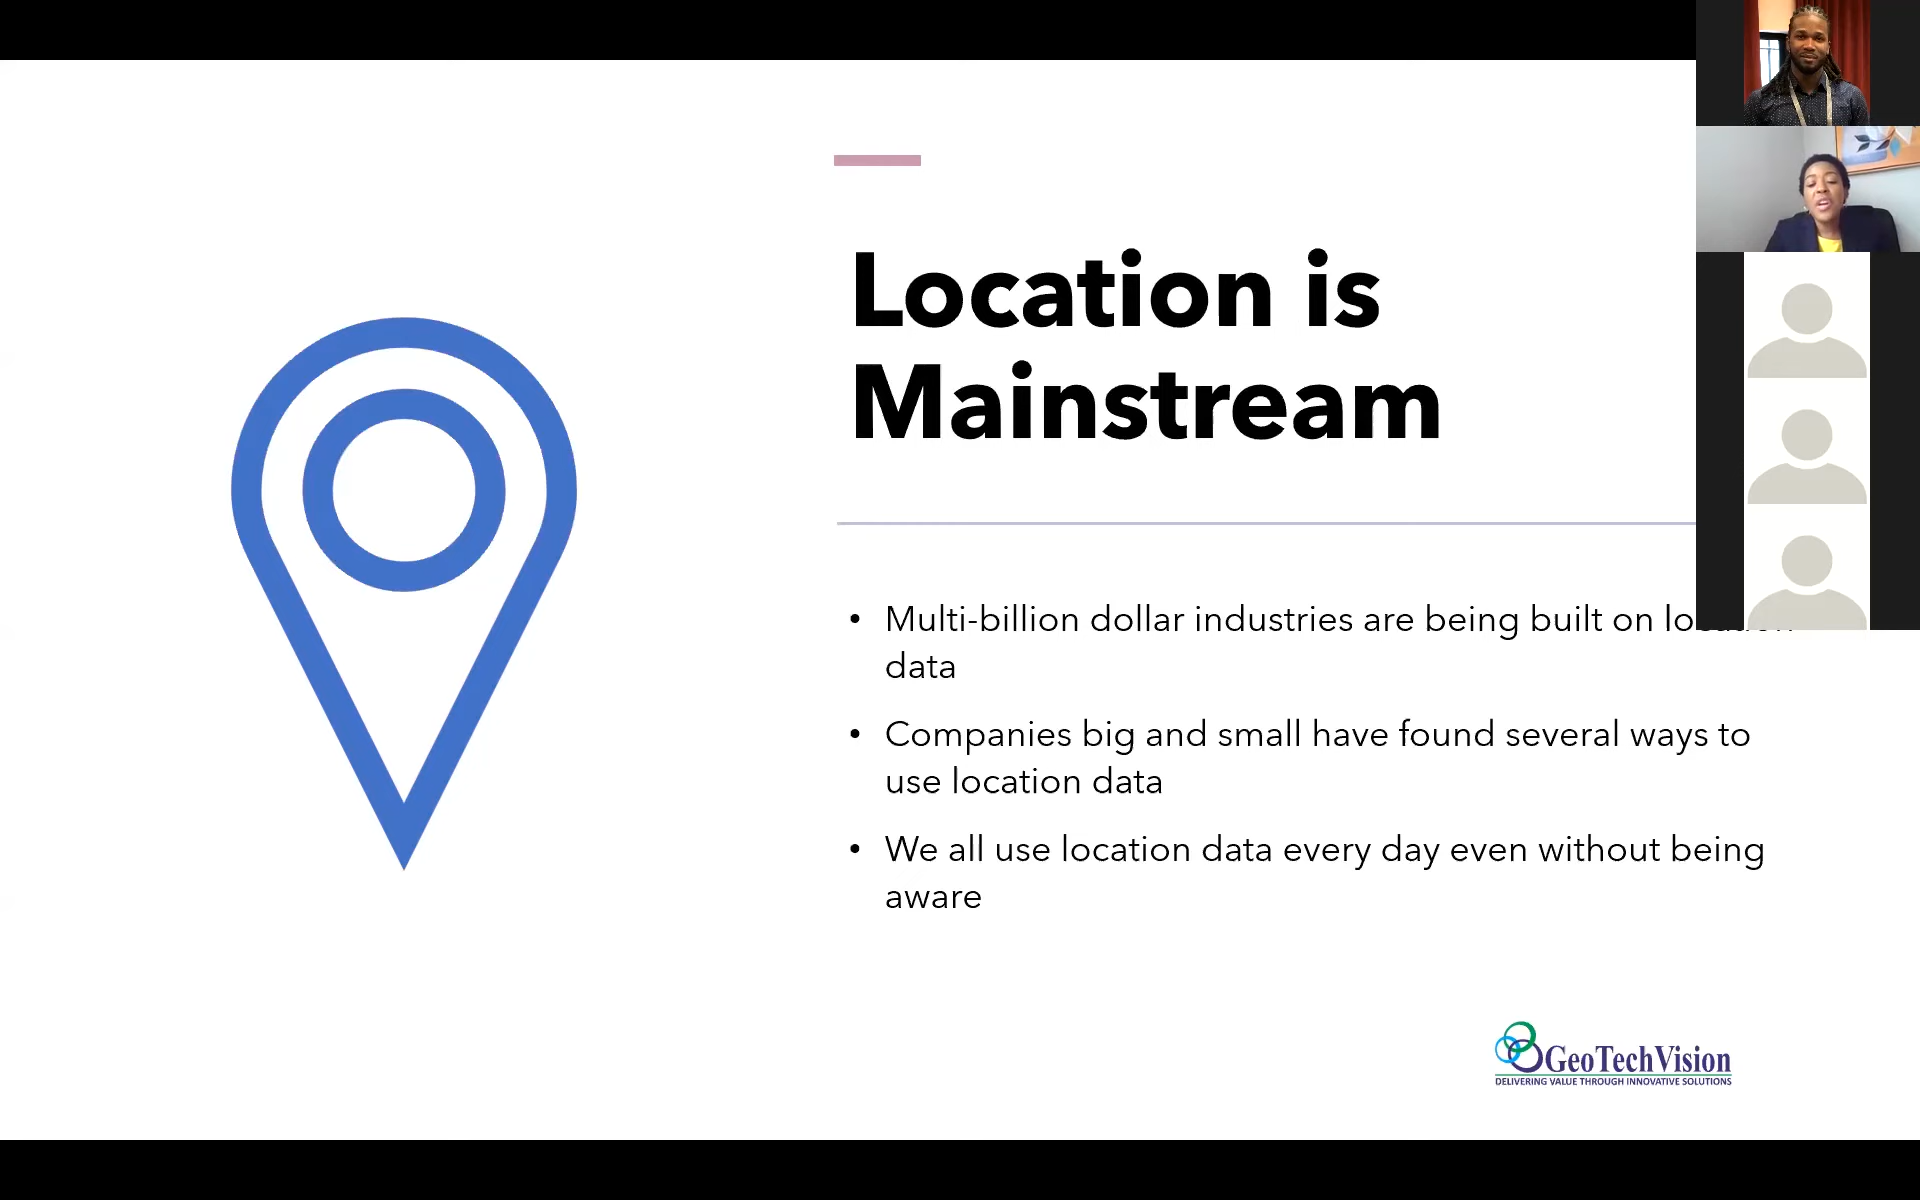 Location is
Mainstream
• Multi-billion dollar industries are being built on location
data
• Companies big and small have found several ways to
use location data
• We all use location data every day even without being
aware
GeoTechVision
DELIVERING VALUE THROUGH INNOVATIVE SOLUTIONS